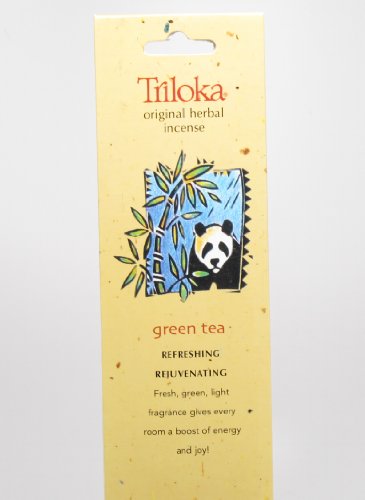 Triloka®
original herbal
incense
green tea
REFRESHING
REJUVENATING
Fresh, green, light
fragrance gives every
room a boost of energy
and joy!